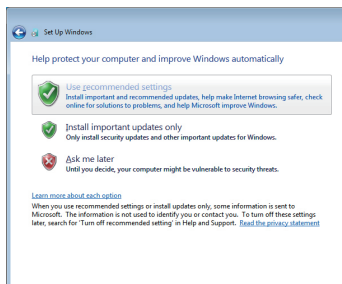 Set Up Windows
Help protect your computer and improve Windows automatically
Use recommended settings
Install important and recommended updates, help make Internet browsing safer, check
online for solutions to problems, and help Microsoft improve Windows.
Install important updates only
Only install security updates and other important updates for Windows.
Ask me later
Until you decide, your computer might be vulnerable to security threats.
Learn more about each option
When you use recommended settings or install updates only, some information is sent to
Microsoft. The information is not used to identify you or contact you. To turn off these settings
later, search for 'Turn off recommended setting' in Help and Support. Read the privacy statement